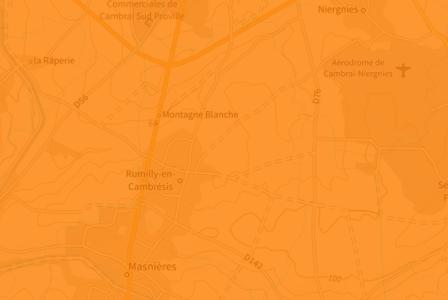 Commerciales de
Cambrai Sud Proville
Niergnies
la Râperie
Aérodrome de
Cambrai-Niergnies
D56
D76
Montagne Blanche
Rumilly-en-
Cambrésis
Masnières
D142
100